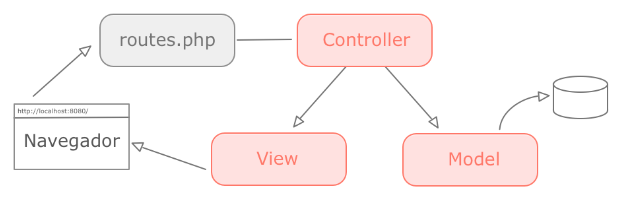 routes.php
Controller
http://localhost:8080/
Navegador
View
Model